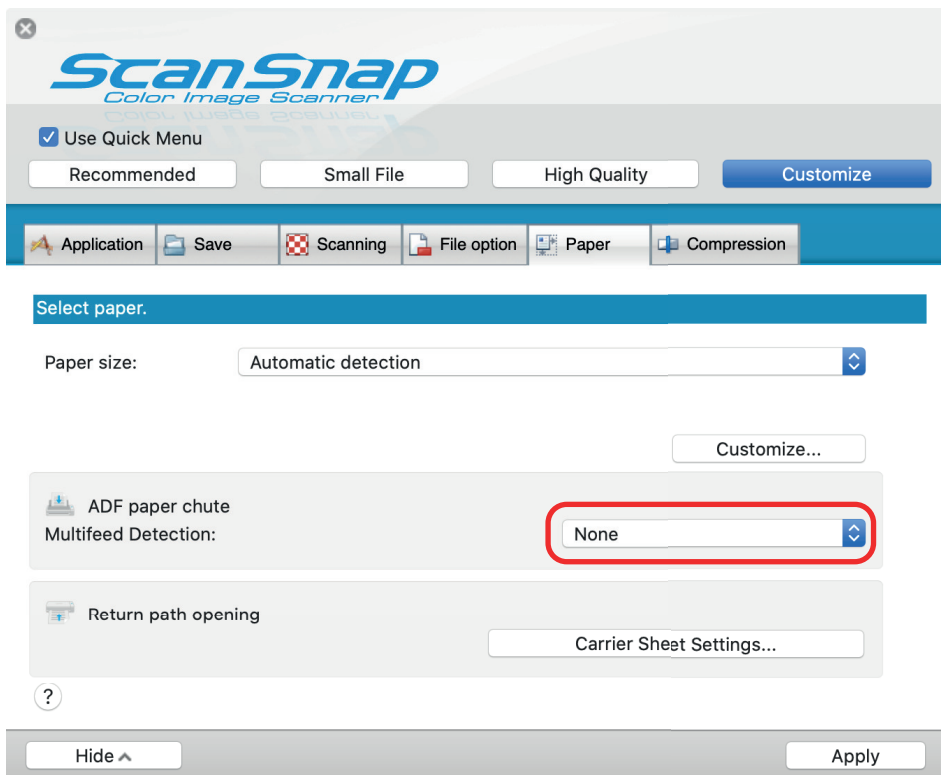 ScanSnap
Color Image Scanner
Use Quick Menu
Recommended Small File High Quality Customize
Application Save Scanning File option Paper Compression
Select paper.
Paper size: Automatic detection
Customize...
ADF paper chute
Multifeed Detection: None
Return path opening
Carrier Sheet Settings...
?
Hide Apply